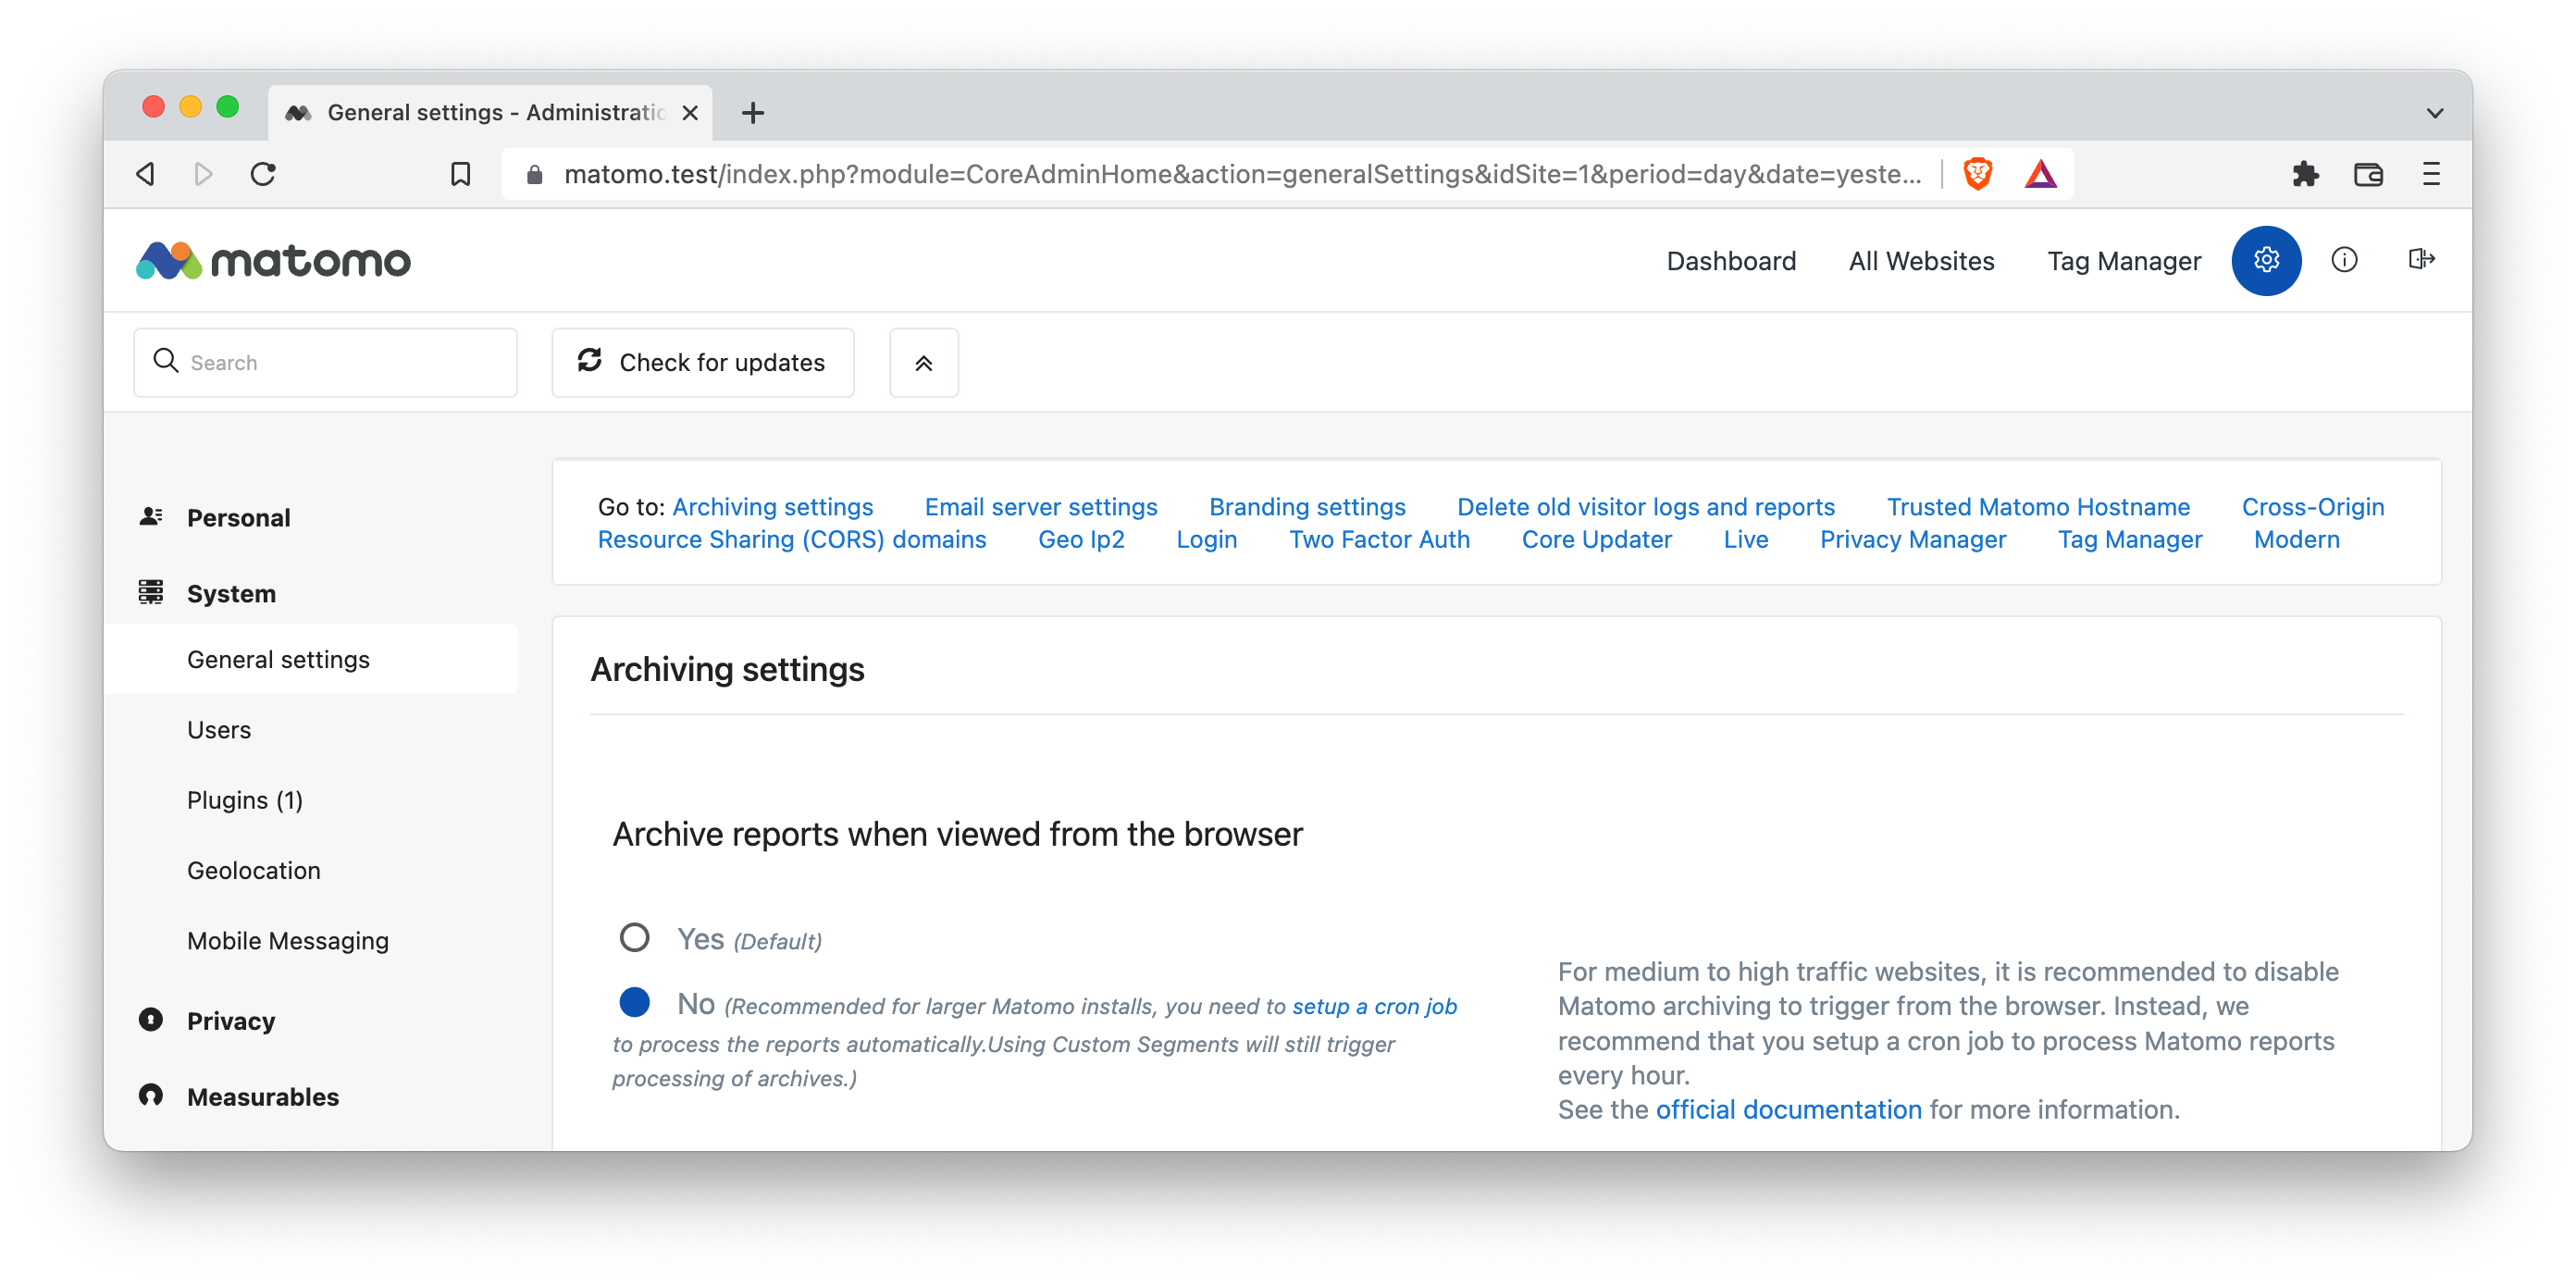 General settings - Administratio
matomo.test/index.php?module=CoreAdminHome&action=generalSettings&idSite=1&period=day&date=yeste...
matomo
Dashboard
All Websites
Tag Manager
Search
Check for updates
Personal
System
General settings
Users
Plugins (1)
Geolocation
Mobile Messaging
Privacy
Measurables
Go to: Archiving settings Email server settings Branding settings Delete old visitor logs and reports Trusted Matomo Hostname Cross-Origin
Resource Sharing (CORS) domains Geo Ip2 Login Two Factor Auth Core Updater Live Privacy Manager Tag Manager Modern
Archiving settings
Archive reports when viewed from the browser
Yes (Default)
No (Recommended for larger Matomo installs, you need to setup a cron job
to process the reports automatically.Using Custom Segments will still trigger
processing of archives.)
For medium to high traffic websites, it is recommended to disable
Matomo archiving to trigger from the browser. Instead, we
recommend that you setup a cron job to process Matomo reports
every hour.
See the official documentation for more information.